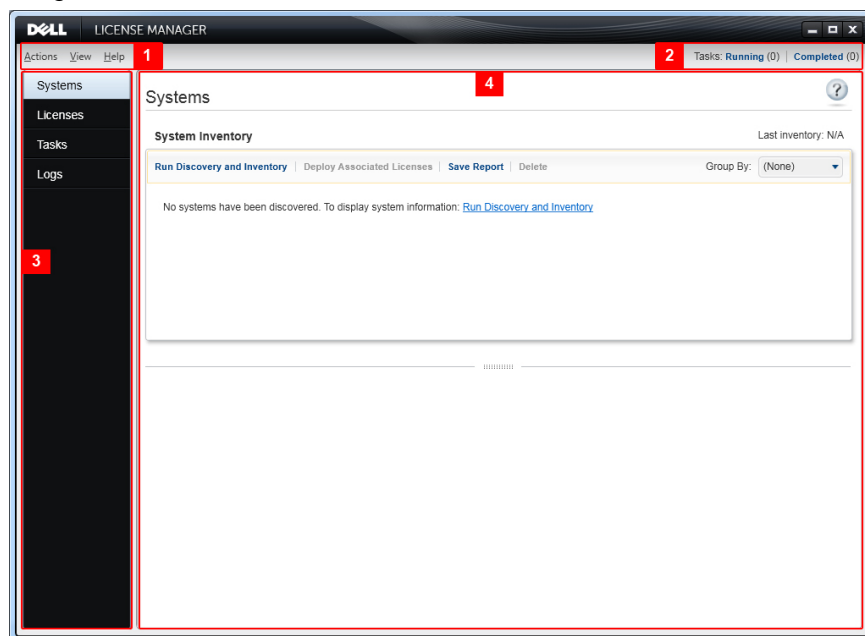 DELL LICENSE MANAGER
Actions View Help 1 2 Tasks: Running (0) | Completed (0)
Systems
Licenses
Tasks
Logs
3
4
Systems
?
System Inventory Last inventory: N/A
Run Discovery and Inventory | Deploy Associated Licenses | Save Report | Delete Group By: (None)
No systems have been discovered. To display system information: Run Discovery and Inventory